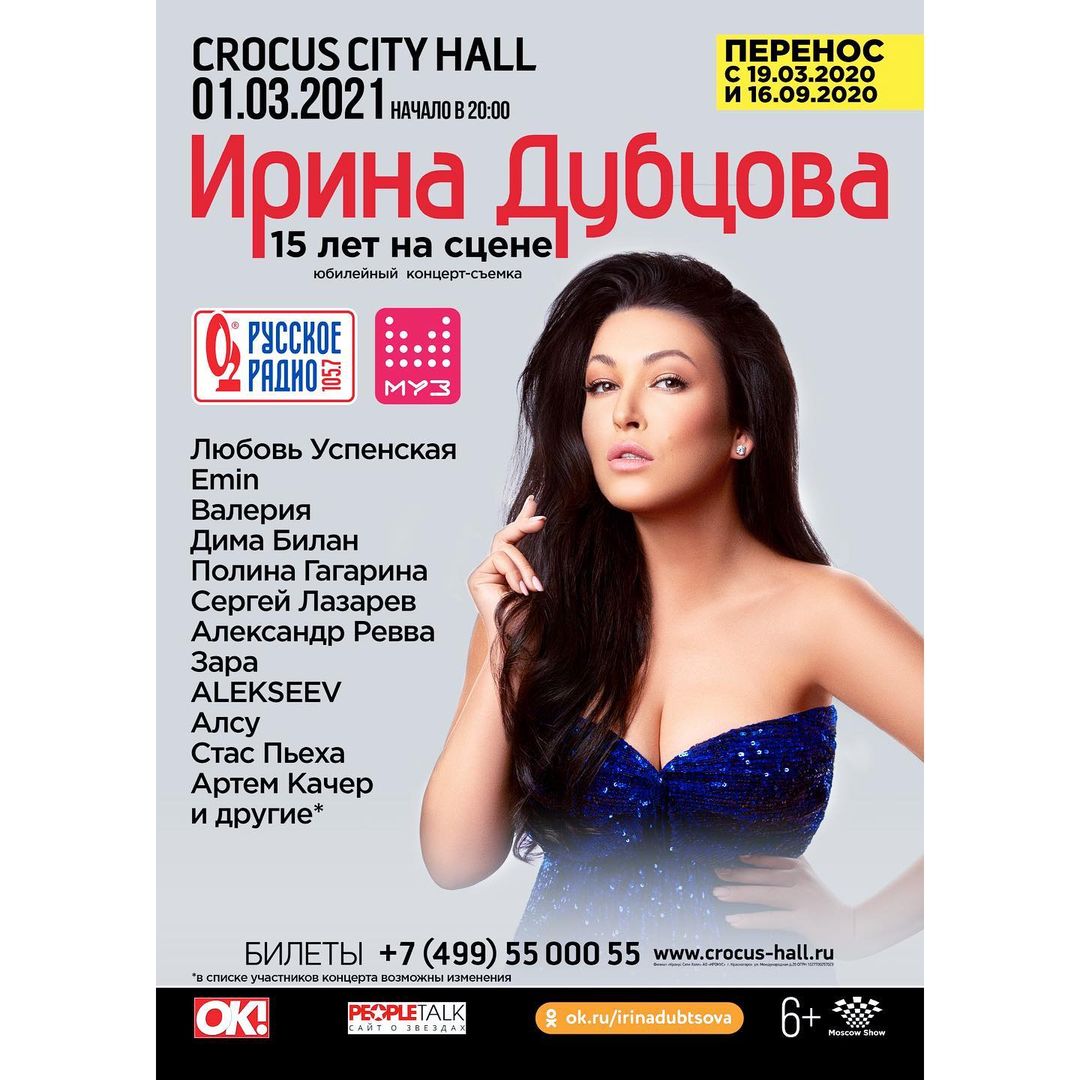 CROCUS CITY HALL
01.03.2021 НАЧАЛО В 20:00
ПЕРЕНОС
С 19.03.2020
И 16.09.2020
Ирина Дубцова
15 лет на сцене
юбилейный концерт-съемка
РУССКОЕ
РАДИО 105.7
МУЗ
Любовь Успенская
Emin
Валерия
Дима Билан
Полина Гагарина
Сергей Лазарев
Александр Ревва
Зара
ALEKSEEV
Алсу
Стас Пьеха
Артем Качер
и другие*
БИЛЕТЫ +7 (499) 55 000 55 www.crocus-hall.ru
*в списке участников концерта возможны изменения
OK!
PEOPLETALK
САЙТ О ЗВЕЗДАХ
ok.ru/irinadubtsova
6+
Moscow Show